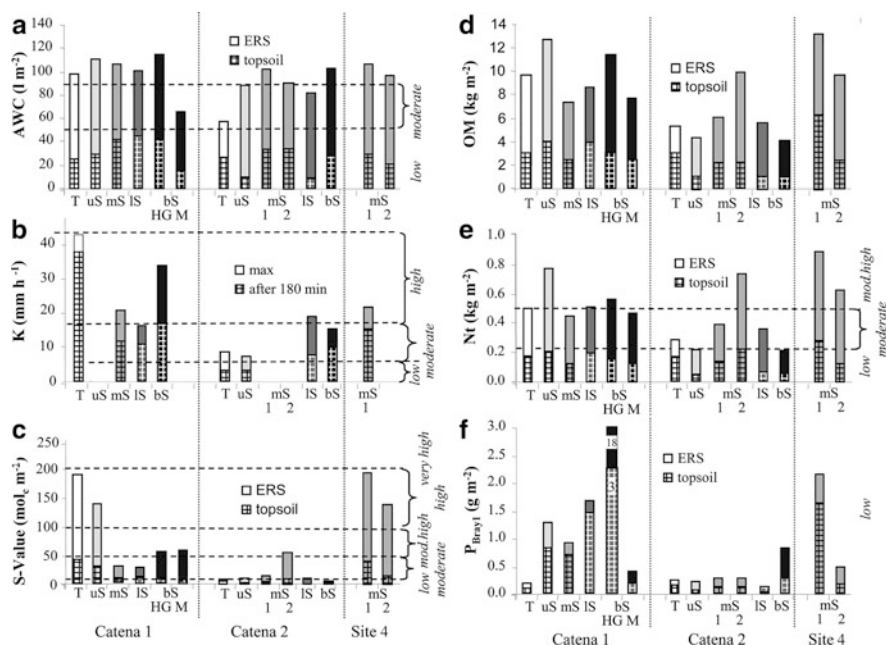 a
AWC (l m⁻²)
140
120
100
80
60
40
20
0
ERS
topsoil
moderate
low
T uS mS lS bS
HG M
T uS mS lS bS
1 2
mS
1 2
b
K (mm h⁻¹)
40
30
20
10
0
max
after 180 min
high
moderate
low
T uS mS lS bS
T uS mS lS bS
1 2
mS
1
c
S-Value (molc m⁻²)
250
200
150
100
50
0
ERS
topsoil
very high
high
mod.high
moderate
low
T uS mS lS bS
HG M
T uS mS lS bS
1 2
mS
1 2
Catena 1 Catena 2 Site 4
d
OM (kg m⁻²)
14
12
10
8
6
4
2
0
ERS
topsoil
T uS mS lS bS
HG M
T uS mS lS bS
1 2
mS
1 2
e
Nt (kg m⁻²)
1.0
0.8
0.6
0.4
0.2
0.0
ERS
topsoil
mod.high
moderate
low
T uS mS lS bS
HG M
T uS mS lS bS
1 2
mS
1 2
f
PBray1 (g m⁻²)
3.0
2.5
2.0
1.5
1.0
0.5
0.0
18
3
ERS
topsoil
low
T uS mS lS bS
HG M
T uS mS lS bS
1 2
mS
1 2
Catena 1 Catena 2 Site 4